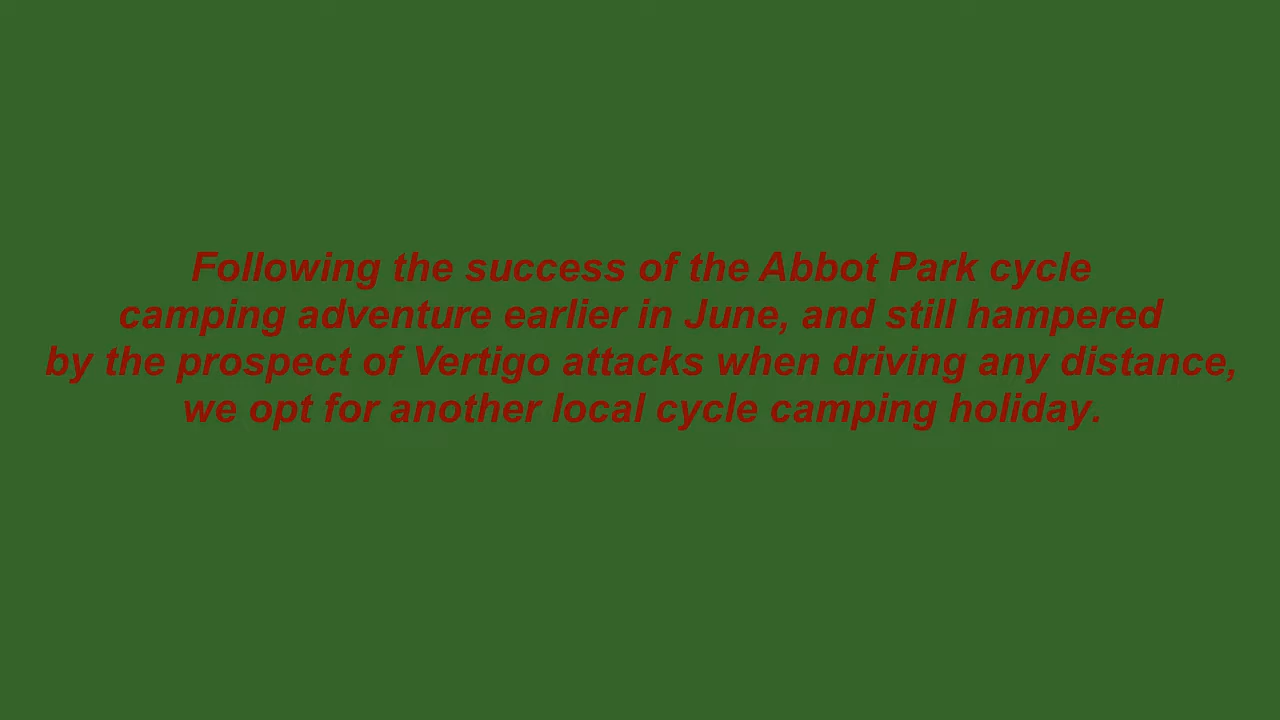 Following the success of the Abbot Park cycle
camping adventure earlier in June, and still hampered
by the prospect of Vertigo attacks when driving any distance,
we opt for another local cycle camping holiday.